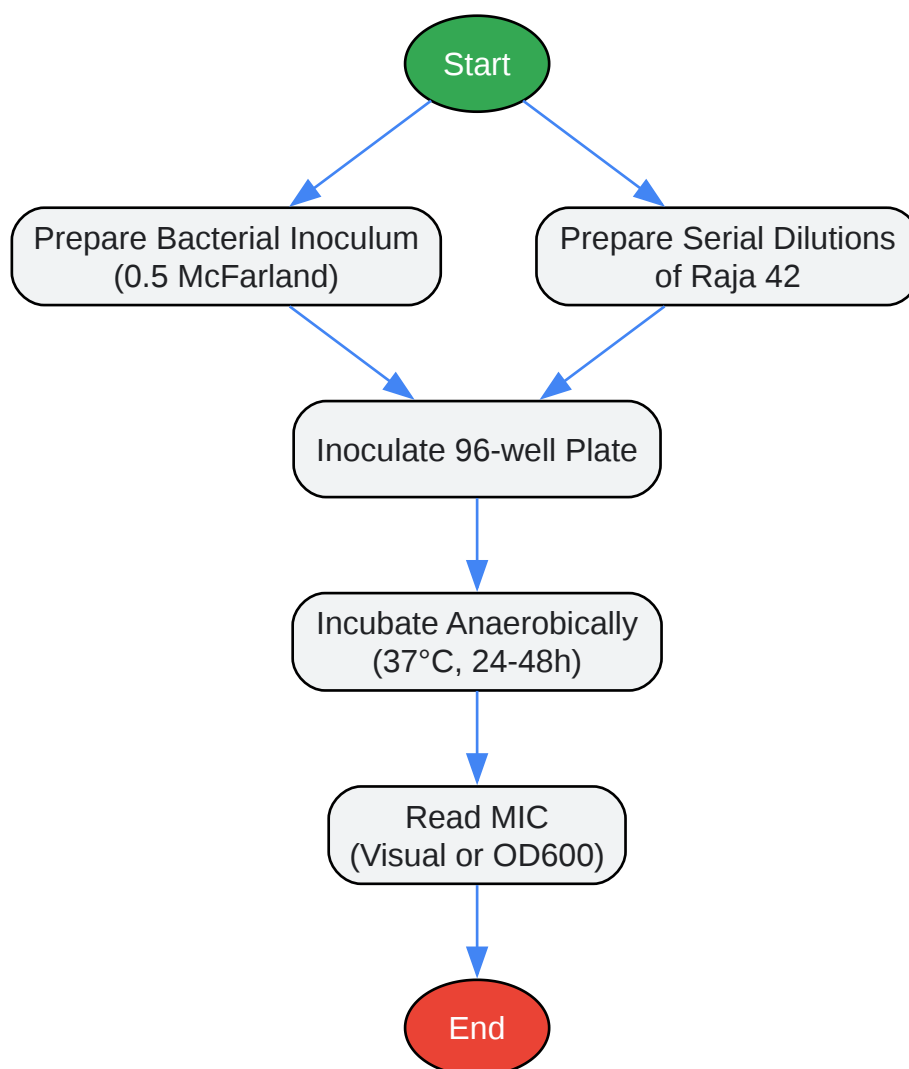 Start
Prepare Bacterial Inoculum
(0.5 McFarland)
Prepare Serial Dilutions
of Raja 42
Inoculate 96-well Plate
Incubate Anaerobically
(37°C, 24-48h)
Read MIC
(Visual or OD600)
End